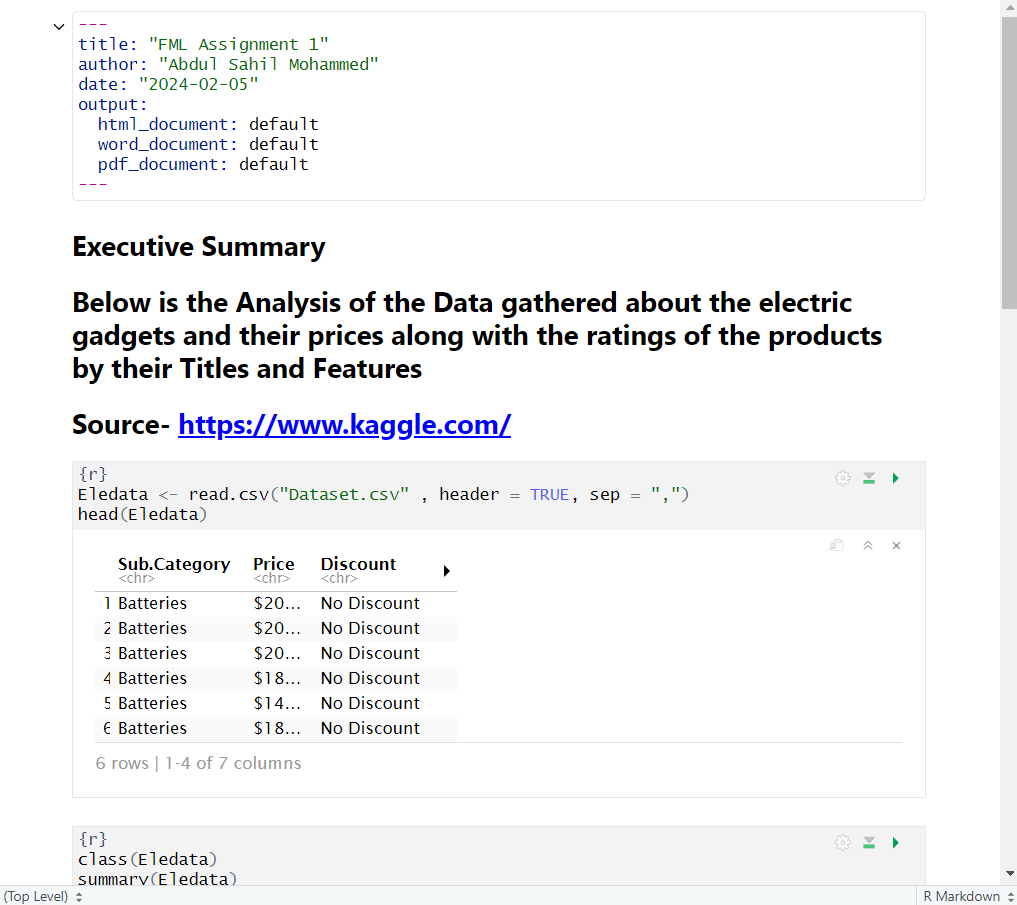 ---
title: "FML Assignment 1"
author: "Abdul Sahil Mohammed"
date: "2024-02-05"
output:
  html_document: default
  word_document: default
  pdf_document: default
---
Executive Summary
Below is the Analysis of the Data gathered about the electric
gadgets and their prices along with the ratings of the products
by their Titles and Features
Source- https://www.kaggle.com/
{r}
Eledata <- read.csv("Dataset.csv" , header = TRUE, sep = ",")
head(Eledata)
Sub.Category Price Discount
<chr> <chr> <chr>
1 Batteries $20... No Discount
2 Batteries $20... No Discount
3 Batteries $20... No Discount
4 Batteries $18... No Discount
5 Batteries $14... No Discount
6 Batteries $18... No Discount
6 rows | 1-4 of 7 columns
{r}
class(Eledata)
summary(Eledata)
(Top Level) R Markdown